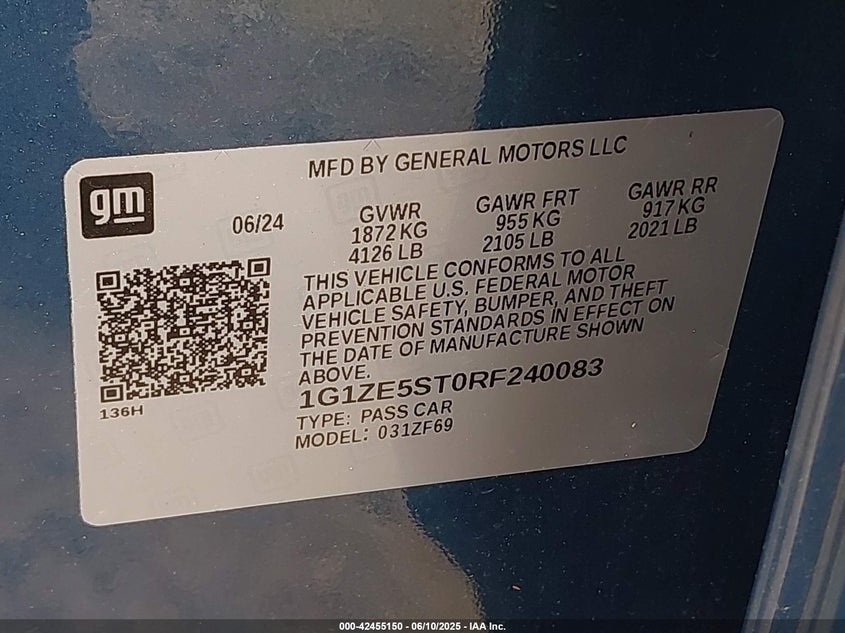 MFD BY GENERAL MOTORS LLC
gm
06/24
GVWR
1872 KG
4126 LB
GAWR FRT
955 KG
2105 LB
GAWR RR
917 KG
2021 LB
THIS VEHICLE CONFORMS TO ALL
APPLICABLE U.S. FEDERAL MOTOR
VEHICLE SAFETY, BUMPER, AND THEFT
PREVENTION STANDARDS IN EFFECT ON
THE DATE OF MANUFACTURE SHOWN
ABOVE.
1G1ZE5ST0RF240083
TYPE: PASS CAR
MODEL: 031ZF69
136H
000-42455150 - 06/10/2025 - IAA Inc.